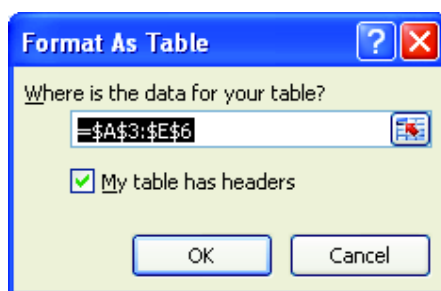 Format As Table
Where is the data for your table?
=$A$3:$E$6
My table has headers
OK Cancel